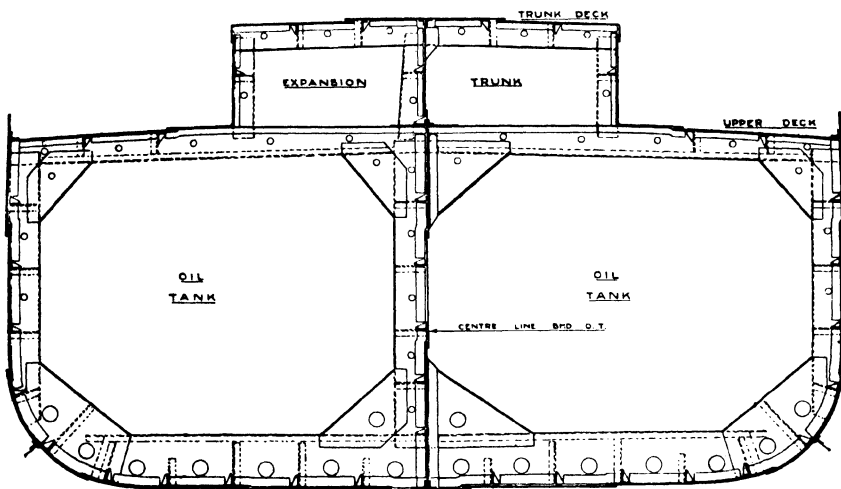 TRUNK DECK
EXPANSION TRUNK
UPPER DECK
OIL
TANK
OIL
TANK
CENTRE LINE BHD O.T.